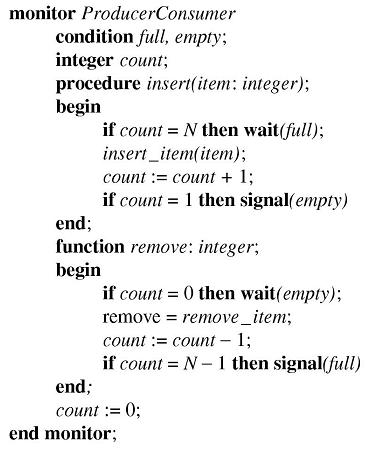 monitor ProducerConsumer
condition full, empty;
integer count;
procedure insert(item: integer);
begin
if count = N then wait(full);
insert_item(item);
count := count + 1;
if count = 1 then signal(empty)
end;
function remove: integer;
begin
if count = 0 then wait(empty);
remove = remove_item;
count := count − 1;
if count = N − 1 then signal(full)
end;
count := 0;
end monitor;